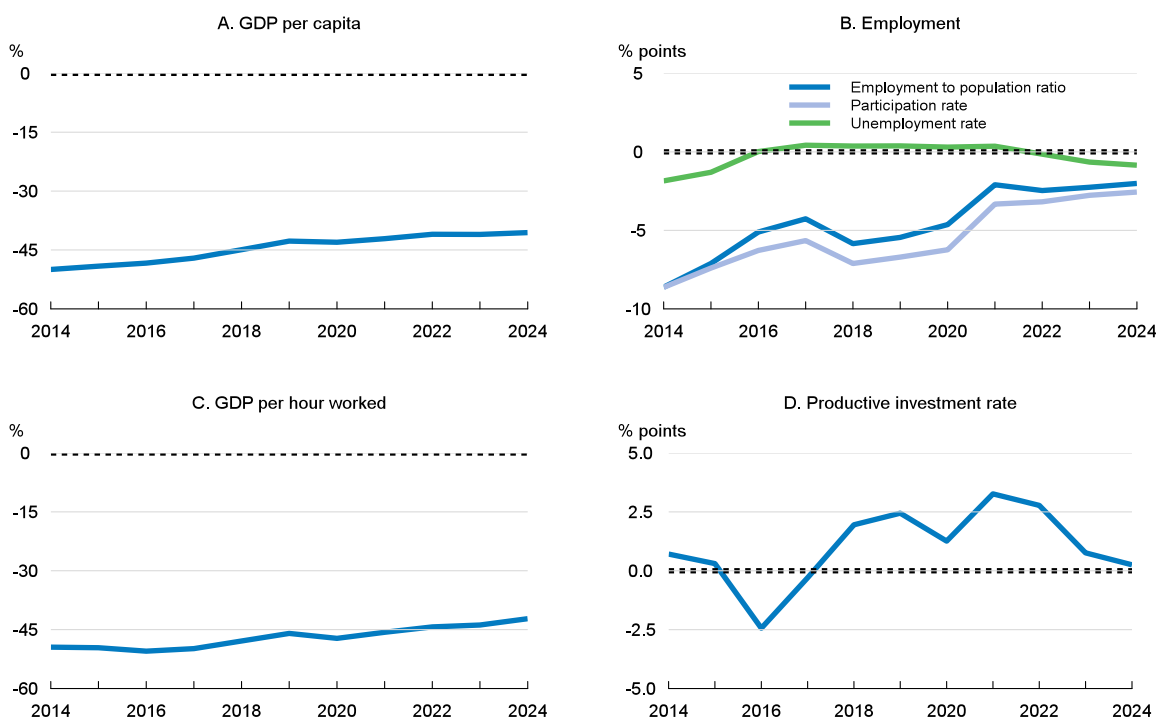 A. GDP per capita
%
0
-15
-30
-45
-60
2014 2016 2018 2020 2022 2024
B. Employment
% points
5
0
-5
-10
Employment to population ratio
Participation rate
Unemployment rate
2014 2016 2018 2020 2022 2024
C. GDP per hour worked
%
0
-15
-30
-45
-60
2014 2016 2018 2020 2022 2024
D. Productive investment rate
% points
5.0
2.5
0.0
-2.5
-5.0
2014 2016 2018 2020 2022 2024